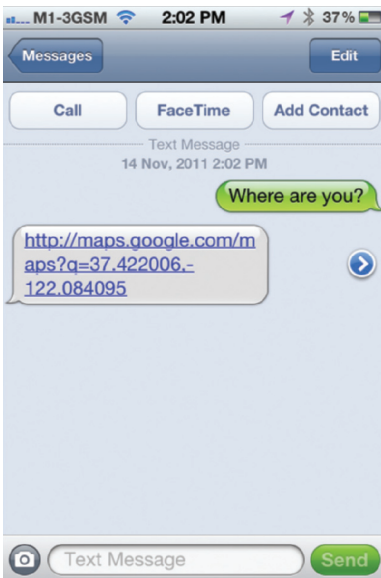 M1-3GSM 2:02 PM 37%
Messages Edit
Call FaceTime Add Contact
Text Message
14 Nov, 2011 2:02 PM
Where are you?
http://maps.google.com/m
aps?q=37.422006,-
122.084095
Text Message Send